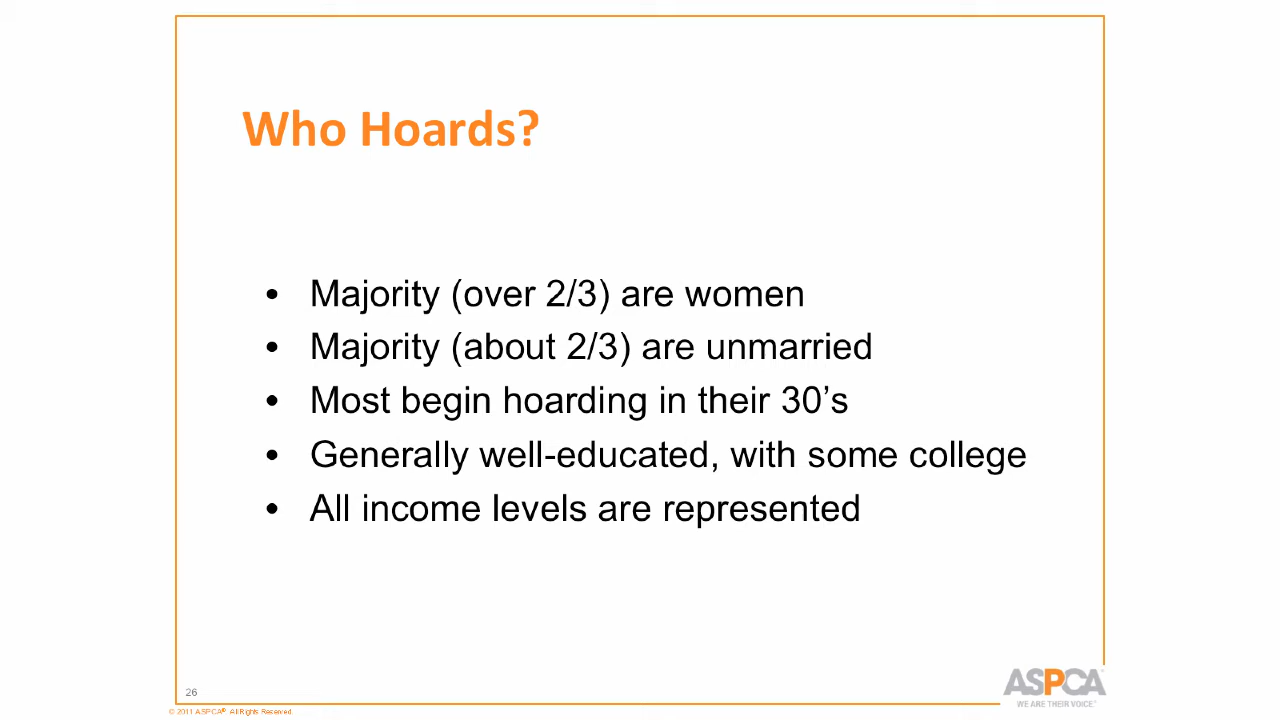 Who Hoards?
• Majority (over 2/3) are women
• Majority (about 2/3) are unmarried
• Most begin hoarding in their 30’s
• Generally well-educated, with some college
• All income levels are represented
26
© 2011 ASPCA®. All Rights Reserved.
ASPCA
WE ARE THEIR VOICE™